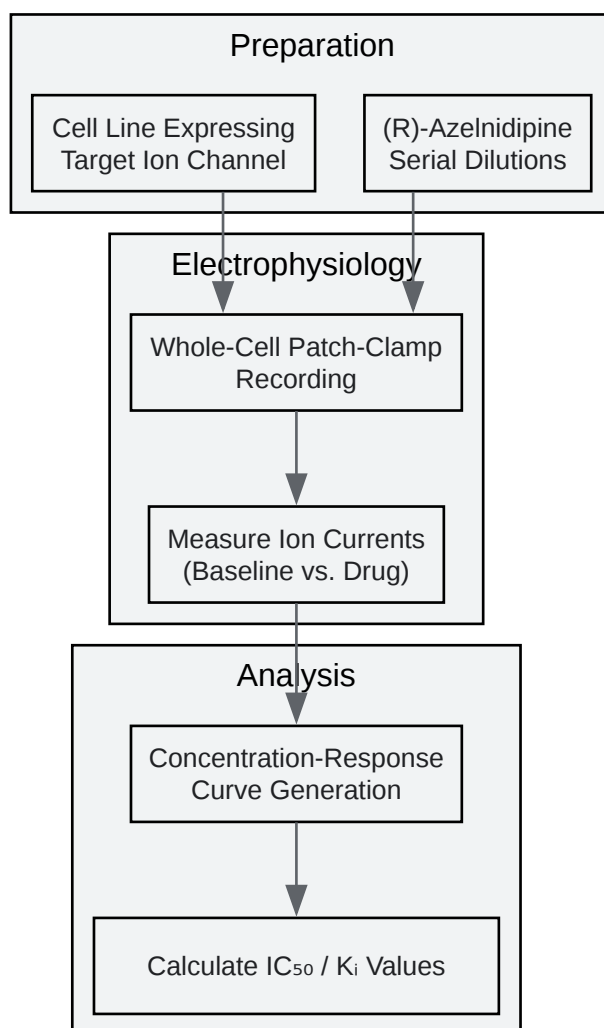 Preparation
Cell Line Expressing
Target Ion Channel
(R)-Azelnidipine
Serial Dilutions
Electrophysiology
Whole-Cell Patch-Clamp
Recording
Measure Ion Currents
(Baseline vs. Drug)
Analysis
Concentration-Response
Curve Generation
Calculate IC₅₀ / Kᵢ Values